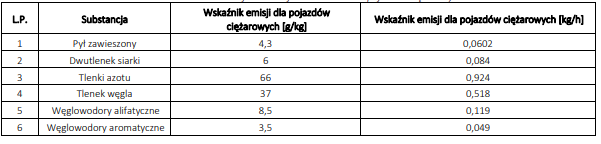 L.P. Substancja Wskaźnik emisji dla pojazdów ciężarowych [g/kg] Wskaźnik emisji dla pojazdów ciężarowych [kg/h]
1 Pył zawieszony 4,3 0,0602
2 Dwutlenek siarki 6 0,084
3 Tlenki azotu 66 0,924
4 Tlenek węgla 37 0,518
5 Węglowodory alifatyczne 8,5 0,119
6 Węglowodory aromatyczne 3,5 0,049